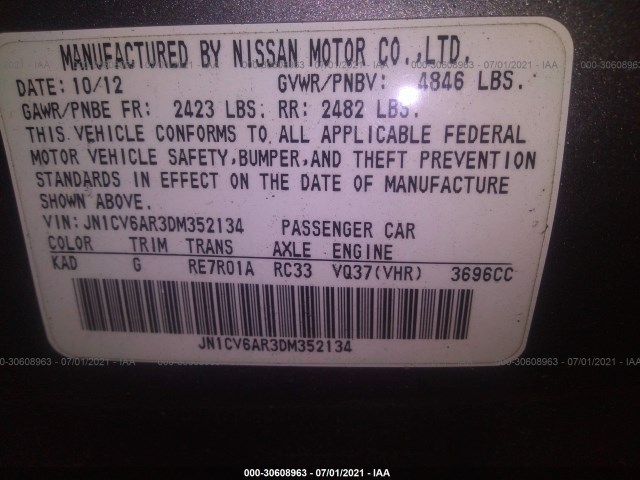 MANUFACTURED BY NISSAN MOTOR CO.,LTD.
DATE: 10/12 GVWR/PNBV: 4846 LBS.
GAWR/PNBE FR: 2423 LBS. RR: 2482 LBS.
THIS VEHICLE CONFORMS TO ALL APPLICABLE FEDERAL
MOTOR VEHICLE SAFETY,BUMPER,AND THEFT PREVENTION
STANDARDS IN EFFECT ON THE DATE OF MANUFACTURE
SHOWN ABOVE.
VIN: JN1CV6AR3DM352134 PASSENGER CAR
COLOR TRIM TRANS AXLE ENGINE
KAD G RE7R01A RC33 VQ37(VHR) 3696CC
JN1CV6AR3DM352134
000-30608963 - 07/01/2021 - IAA